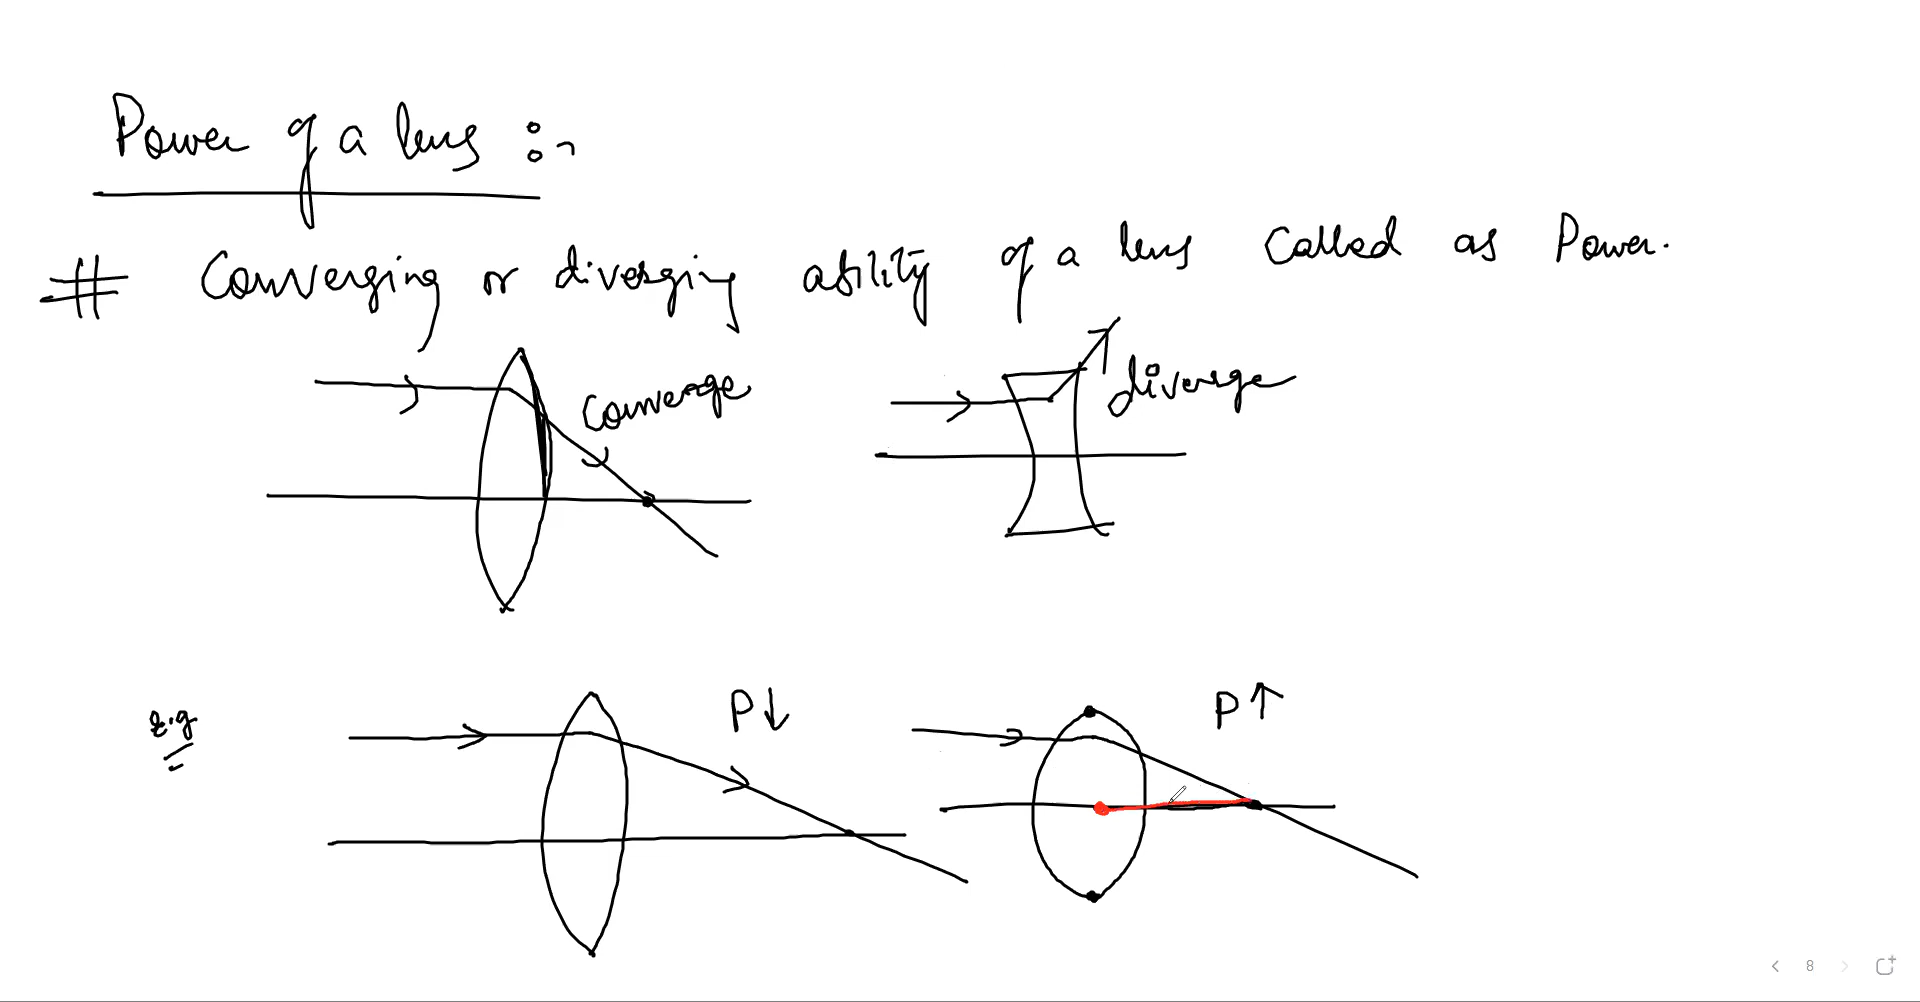 Power of a lens :-
# Converging or diverging ability of a lens called as Power.
Converge
diverge
e.g
P↓
P↑
8